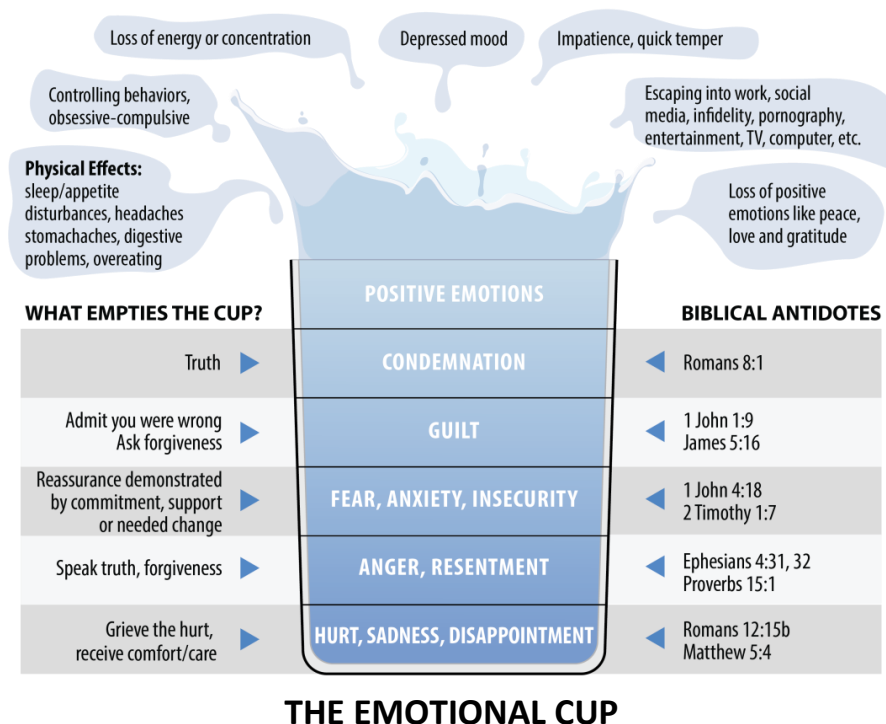 Loss of energy or concentration
Depressed mood
Impatience, quick temper
Controlling behaviors,
obsessive-compulsive
Escaping into work, social
media, infidelity, pornography,
entertainment, TV, computer, etc.
Physical Effects:
sleep/appetite
disturbances, headaches
stomachaches, digestive
problems, overeating
Loss of positive
emotions like peace,
love and gratitude
WHAT EMPTIES THE CUP?
POSITIVE EMOTIONS
BIBLICAL ANTIDOTES
Truth
CONDEMNATION
Romans 8:1
Admit you were wrong
Ask forgiveness
GUILT
1 John 1:9
James 5:16
Reassurance demonstrated
by commitment, support
or needed change
FEAR, ANXIETY, INSECURITY
1 John 4:18
2 Timothy 1:7
Speak truth, forgiveness
ANGER, RESENTMENT
Ephesians 4:31, 32
Proverbs 15:1
Grieve the hurt,
receive comfort/care
HURT, SADNESS, DISAPPOINTMENT
Romans 12:15b
Matthew 5:4
THE EMOTIONAL CUP